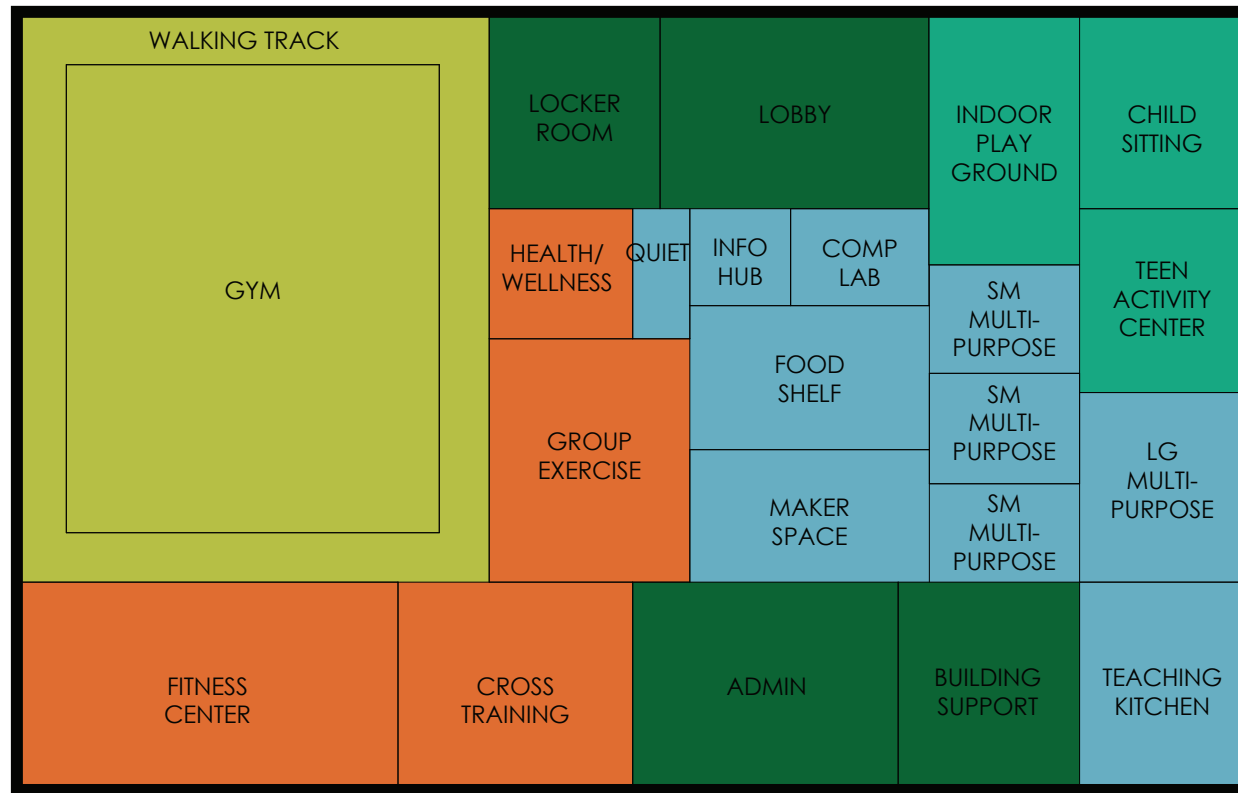 WALKING TRACK
GYM
LOCKER
ROOM
LOBBY
INDOOR
PLAY
GROUND
CHILD
SITTING
HEALTH/
WELLNESS
QUIET
INFO
HUB
COMP
LAB
TEEN
ACTIVITY
CENTER
SM
MULTI-
PURPOSE
FOOD
SHELF
SM
MULTI-
PURPOSE
GROUP
EXERCISE
LG
MULTI-
PURPOSE
MAKER
SPACE
SM
MULTI-
PURPOSE
FITNESS
CENTER
CROSS
TRAINING
ADMIN
BUILDING
SUPPORT
TEACHING
KITCHEN